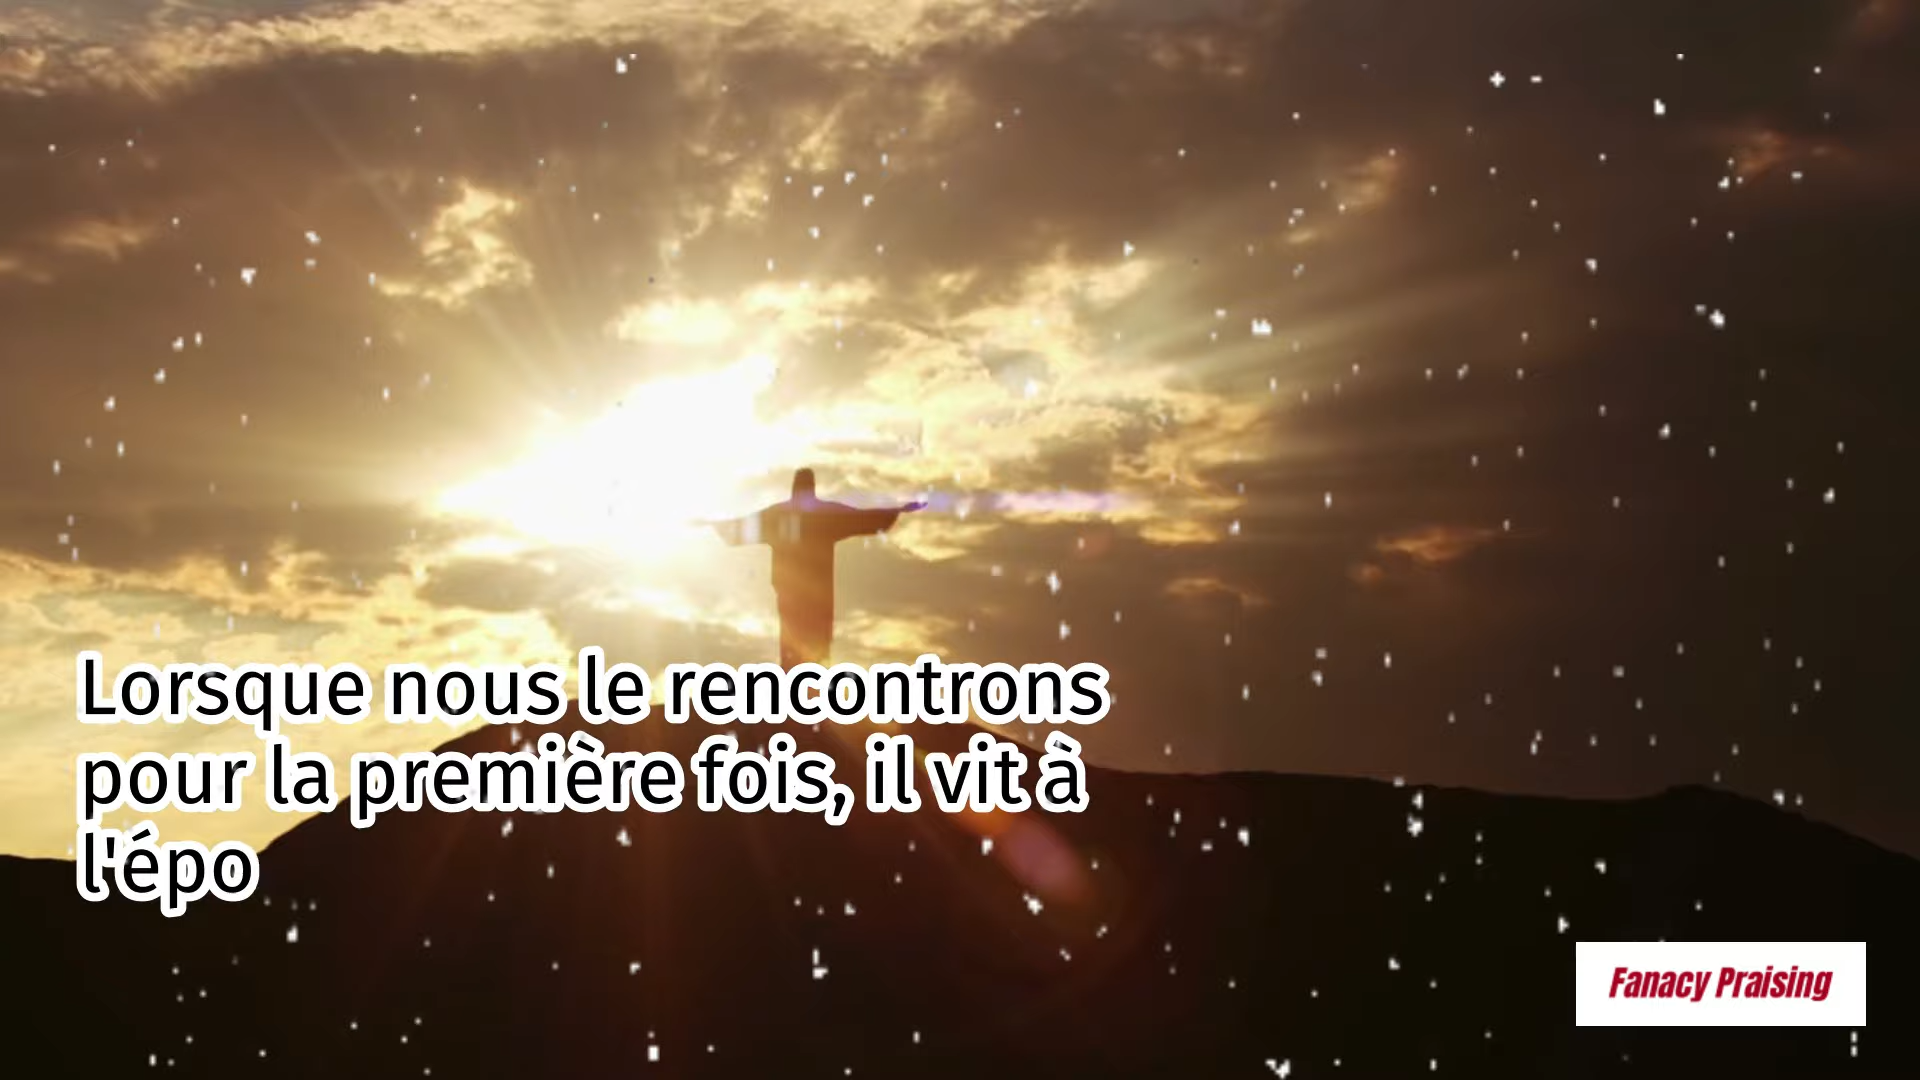 Lorsque nous le rencontrons
pour la première fois, il vit à
l'épo
Fanacy Praising